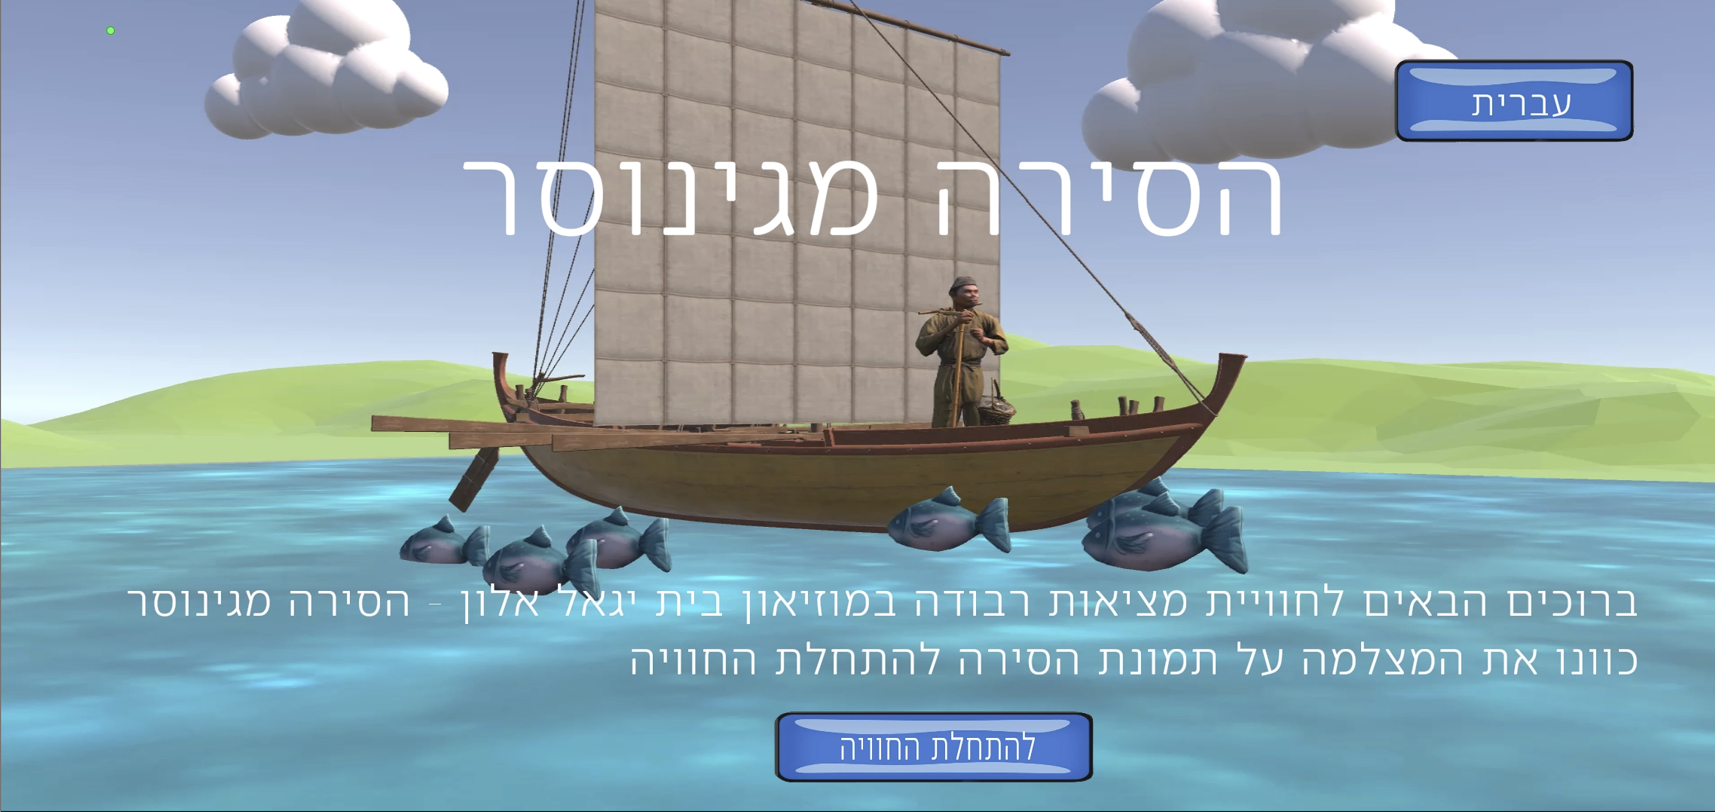 עברית
הסירה מגינוסר
ברוכים הבאים לחוויית מציאות רבודה במוזיאון בית יגאל אלון - הסירה מגינוסר
כוונו את המצלמה על תמונת הסירה להתחלת החוויה
להתחלת החוויה